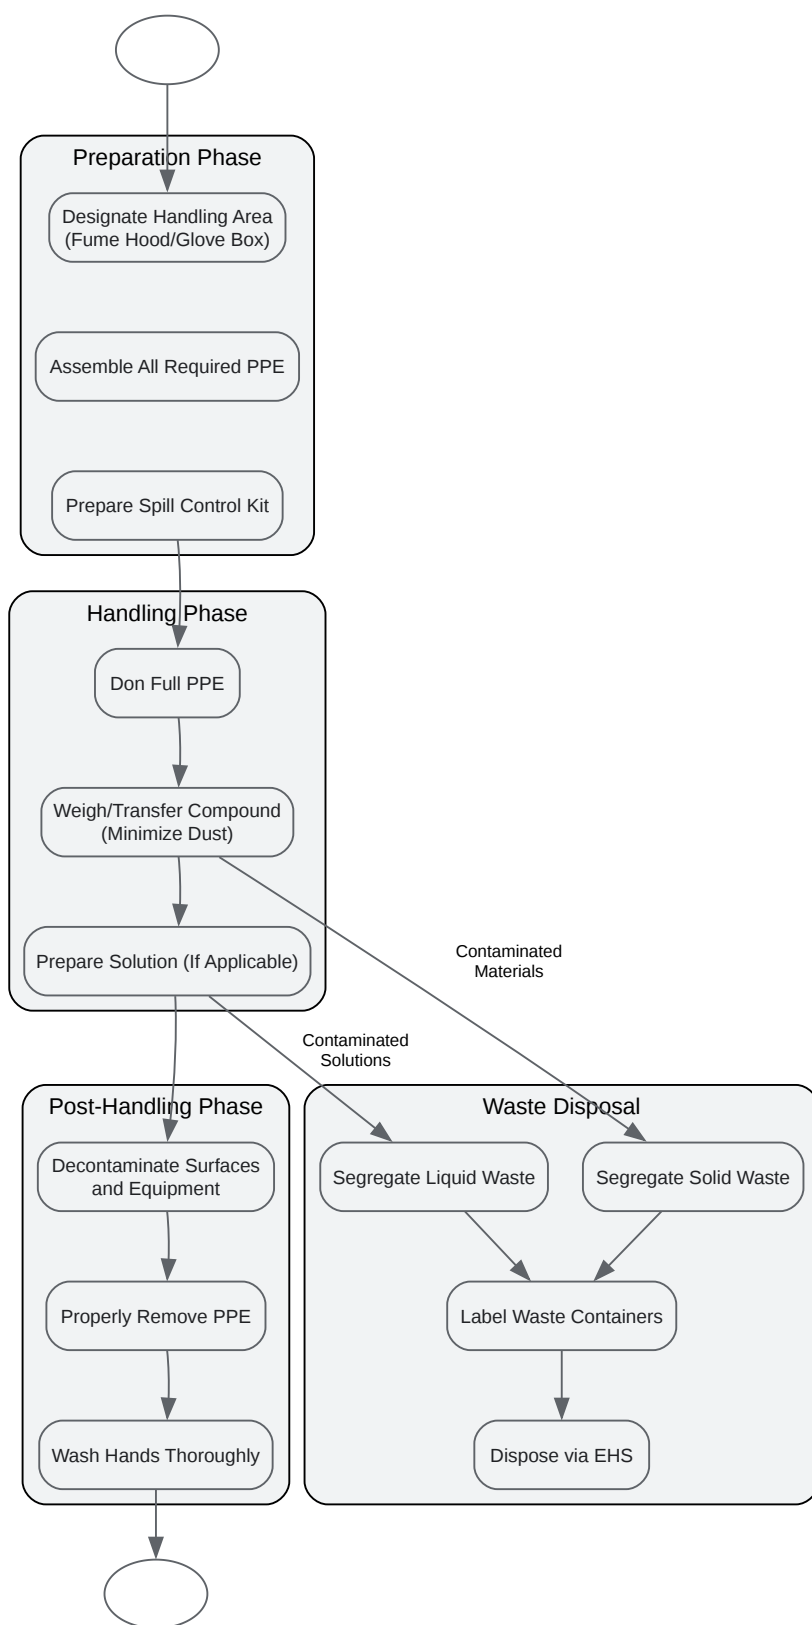 Preparation Phase
Designate Handling Area
(Fume Hood/Glove Box)
Assemble All Required PPE
Prepare Spill Control Kit
Handling Phase
Don Full PPE
Weigh/Transfer Compound
(Minimize Dust)
Prepare Solution (If Applicable)
Contaminated
Materials
Contaminated
Solutions
Post-Handling Phase
Decontaminate Surfaces
and Equipment
Properly Remove PPE
Wash Hands Thoroughly
Waste Disposal
Segregate Liquid Waste
Segregate Solid Waste
Label Waste Containers
Dispose via EHS